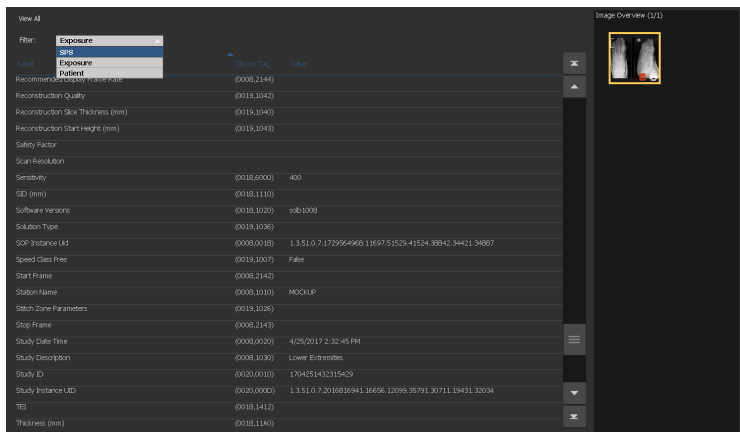 View All
Image Overview (1/1)
Filter: Exposure
SPS
Exposure
Patient
Label Dicom Tag Value
Recommended Display Frame Rate (0008,2144)
Reconstruction Quality (0019,1042)
Reconstruction Slice Thickness (mm) (0019,1040)
Reconstruction Start Height (mm) (0019,1043)
Safety Factor
Scan Resolution
Sensitivity (0018,6000) 400
SID (mm) (0018,1110)
Software Versions (0018,1020) solb1008
Solution Type (0019,1036)
SOP Instance Uid (0008,0018) 1.3.51.0.7.1729564968.11697.51529.41524.38842.34421.34887
Speed Class Free (0019,1007) False
Start Frame (0008,2142)
Station Name (0008,1010) MOCKUP
Stitch Zone Parameters (0019,1026)
Stop Frame (0008,2143)
Study Date Time (0008,0020) 4/25/2017 2:32:45 PM
Study Description (0008,1030) Lower Extremities
Study ID (0020,0010) 1704251432315429
Study Instance UID (0020,000D) 1.3.51.0.7.2016816941.16656.12099.35791.30711.19431.32034
TEI (0018,1412)
Thickness (mm) (0018,11A0)